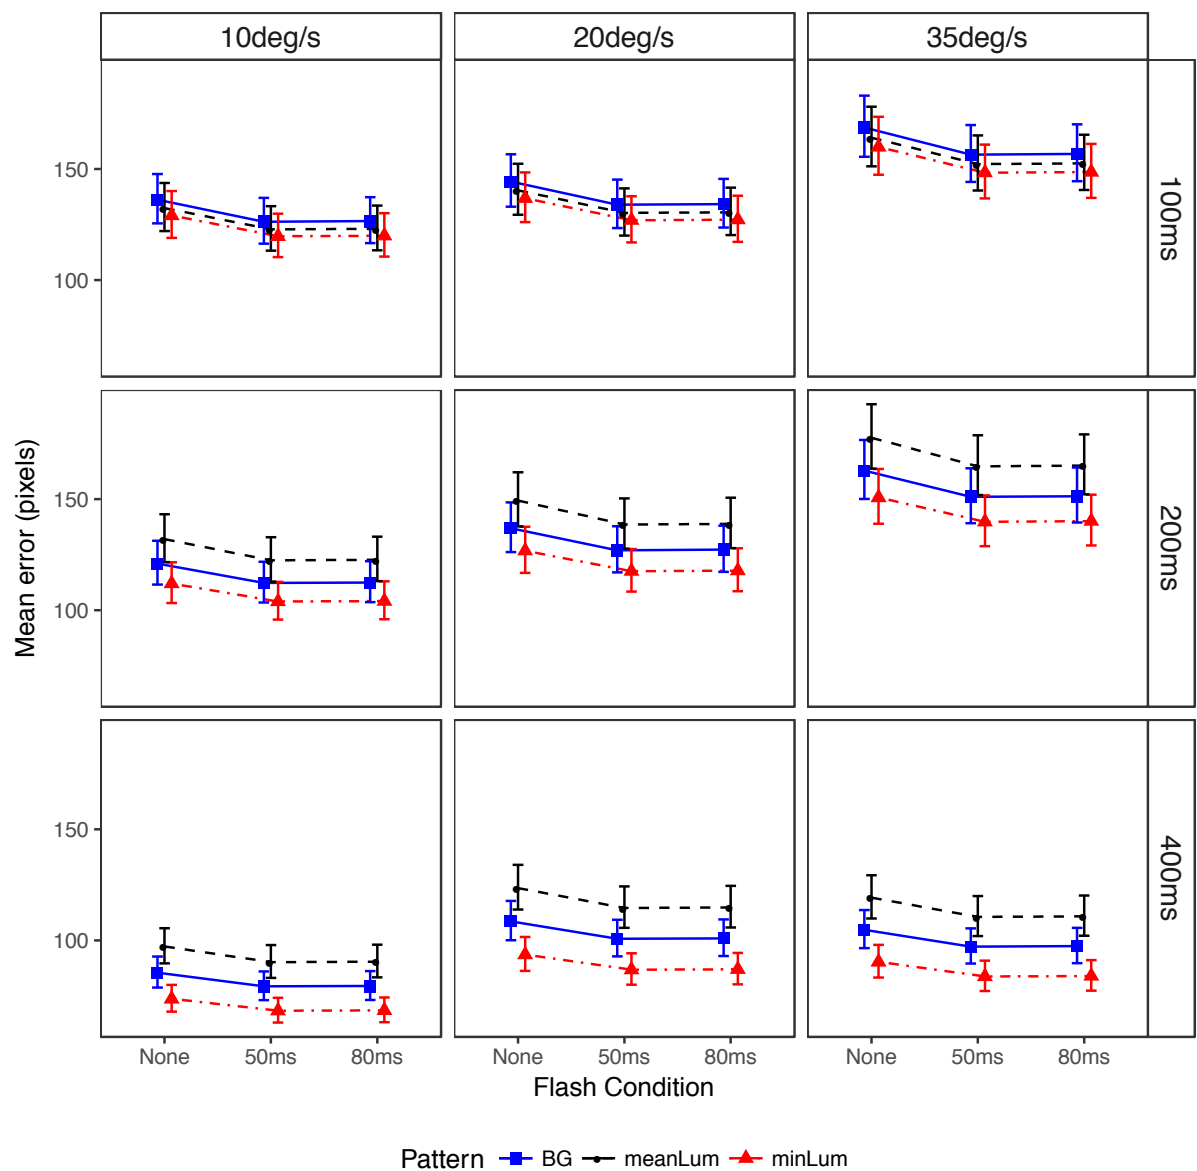 10deg/s 20deg/s 35deg/s
150
100
100ms
Mean error (pixels)
150
100
200ms
150
100
400ms
None 50ms 80ms None 50ms 80ms None 50ms 80ms
Flash Condition
Pattern BG meanLum minLum